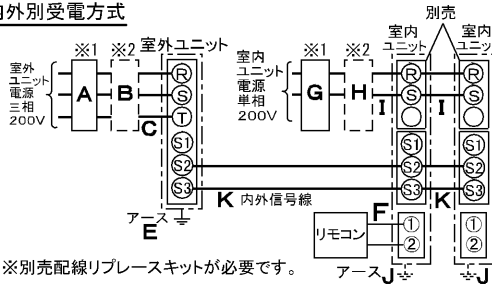 内外別受電方式
別売
※1
※2
室外ユニット
室内
※1
※2
室内
ユニット
室内
ユニット
室外
ユニット
電源
三相
200V
A
B
C
R
S
T
S1
S2
S3
ユニット
電源
単相
200V
G
H
I
R
S
S1
S2
S3
I
R
S
S1
S2
S3
K 内外信号線
K
アース
E
F
リモコン
①
②
①
②
※別売配線リプレースキットが必要です。
アース J
J